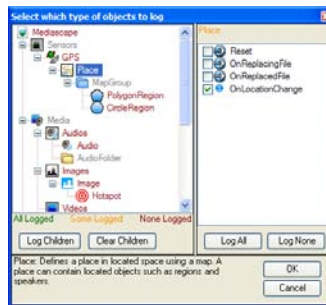 Select which type of objects to log
Mediascape
Sensors
GPS
Place
MapGroup
PolygonRegion
CircleRegion
Media
Audios
Audio
AudioFolder
Images
Image
Hotspot
Videos
All Logged
Some Logged
None Logged
Log Children
Clear Children
Place
Reset
OnReplacingFile
OnReplacedFile
OnLocationChange
Log All
Log None
Place: Defines a place in located space using a map. A
place can contain located objects such as regions and
speakers.
OK
Cancel